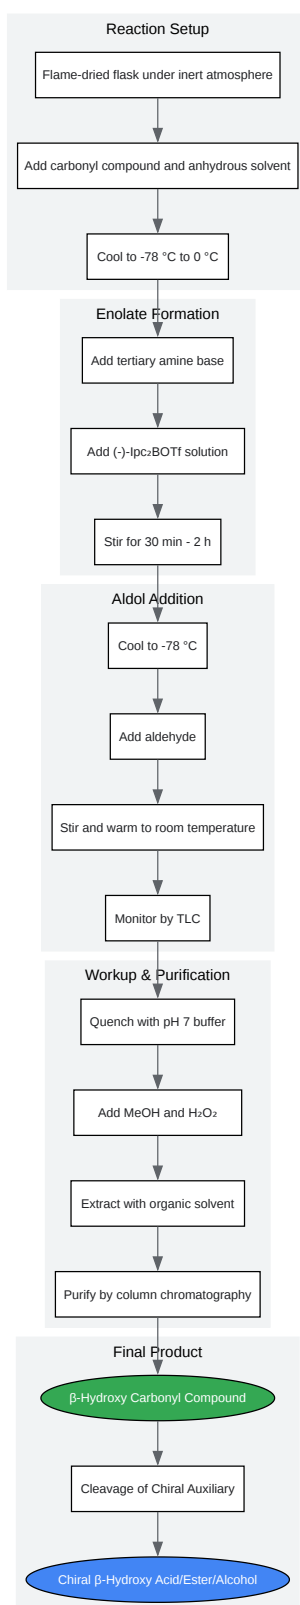 Reaction Setup
Flame-dried flask under inert atmosphere
Add carbonyl compound and anhydrous solvent
Cool to -78 °C to 0 °C
Enolate Formation
Add tertiary amine base
Add (-)-Ipc₂BOTf solution
Stir for 30 min - 2 h
Aldol Addition
Cool to -78 °C
Add aldehyde
Stir and warm to room temperature
Monitor by TLC
Workup & Purification
Quench with pH 7 buffer
Add MeOH and H₂O₂
Extract with organic solvent
Purify by column chromatography
Final Product
β-Hydroxy Carbonyl Compound
Cleavage of Chiral Auxiliary
Chiral β-Hydroxy Acid/Ester/Alcohol